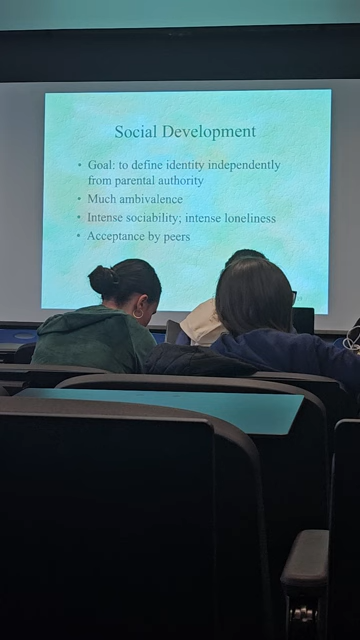 Social Development
• Goal: to define identity independently
from parental authority
• Much ambivalence
• Intense sociability; intense loneliness
• Acceptance by peers